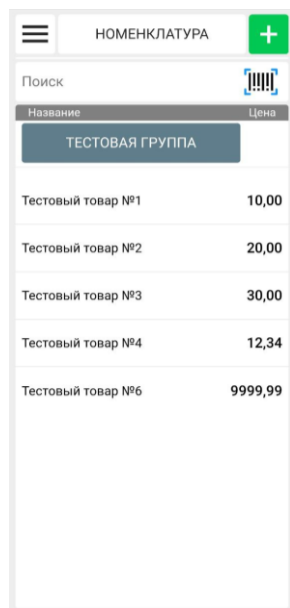 НОМЕНКЛАТУРА
Поиск
Название Цена
ТЕСТОВАЯ ГРУППА
Тестовый товар №1 10,00
Тестовый товар №2 20,00
Тестовый товар №3 30,00
Тестовый товар №4 12,34
Тестовый товар №6 9999,99